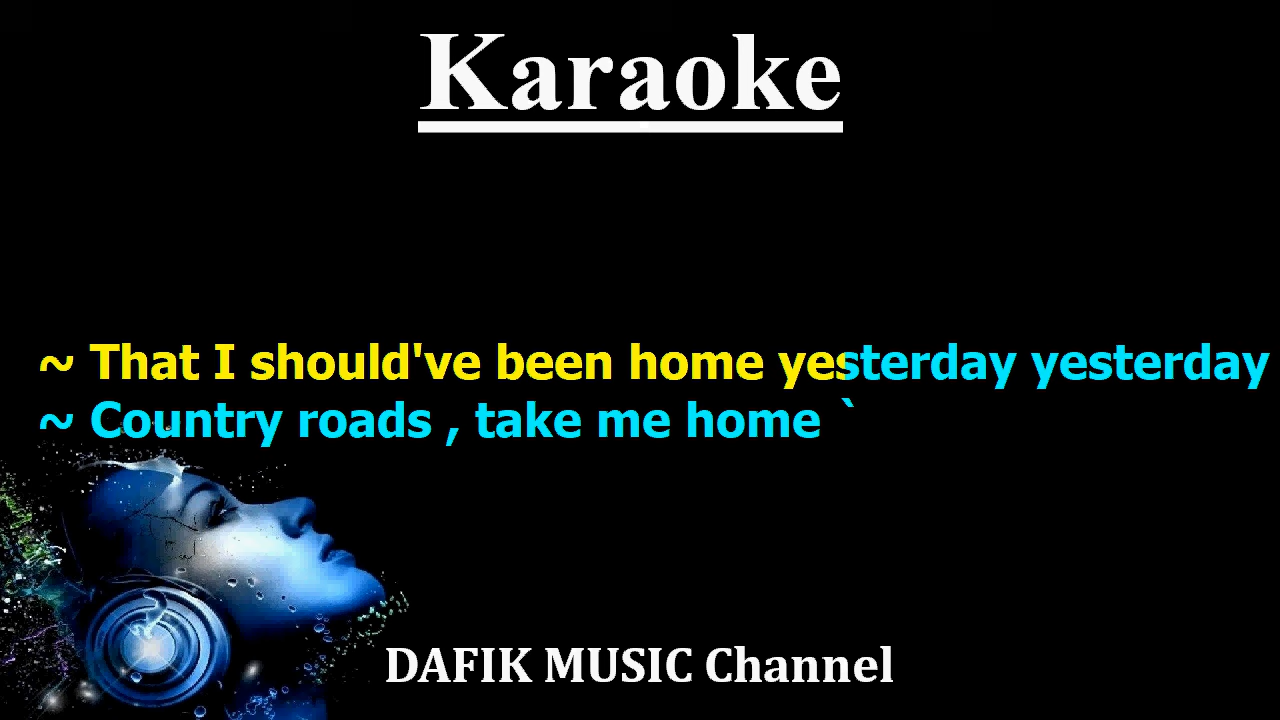 Karaoke
~ That I should've been home yesterday yesterday
~ Country roads , take me home `
DAFIK MUSIC Channel